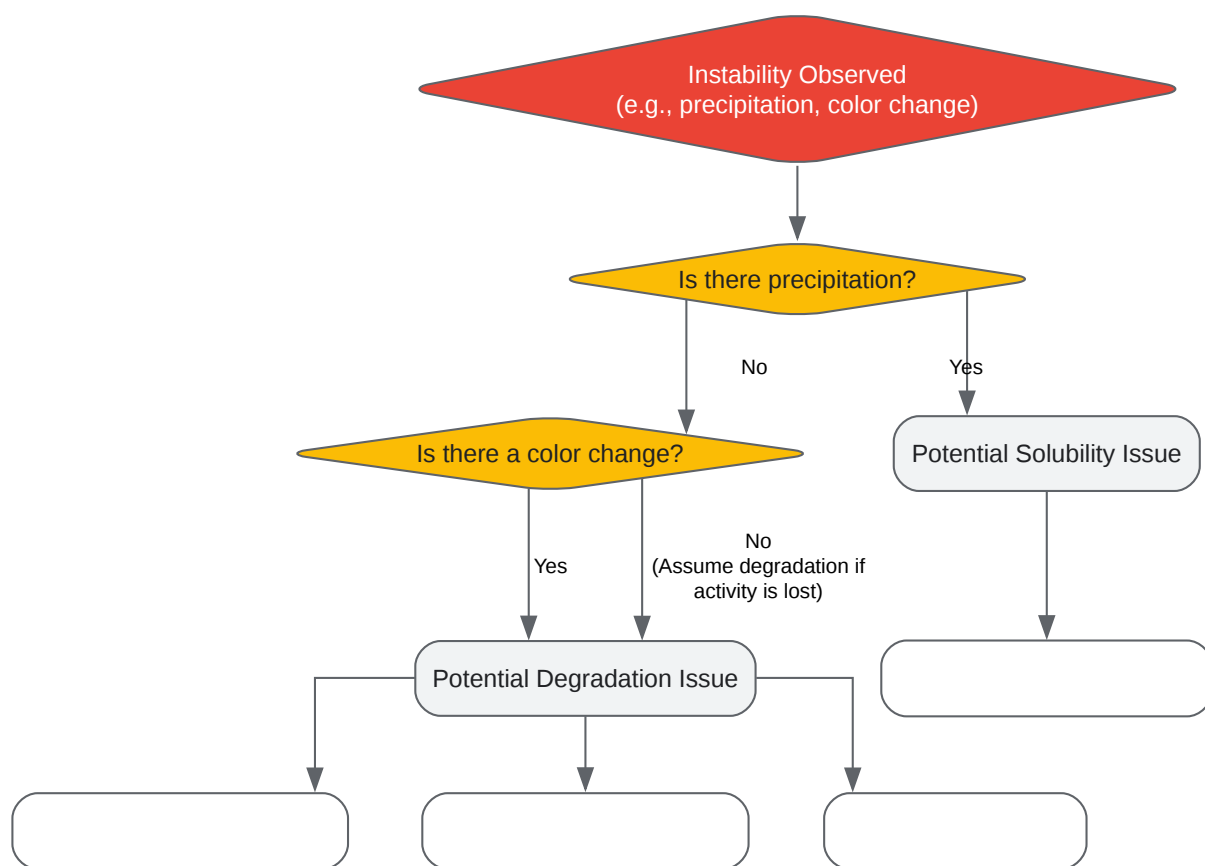 Instability Observed
(e.g., precipitation, color change)
Is there precipitation?
No
Yes
Is there a color change?
Potential Solubility Issue
Yes
No
(Assume degradation if
activity is lost)
Potential Degradation Issue